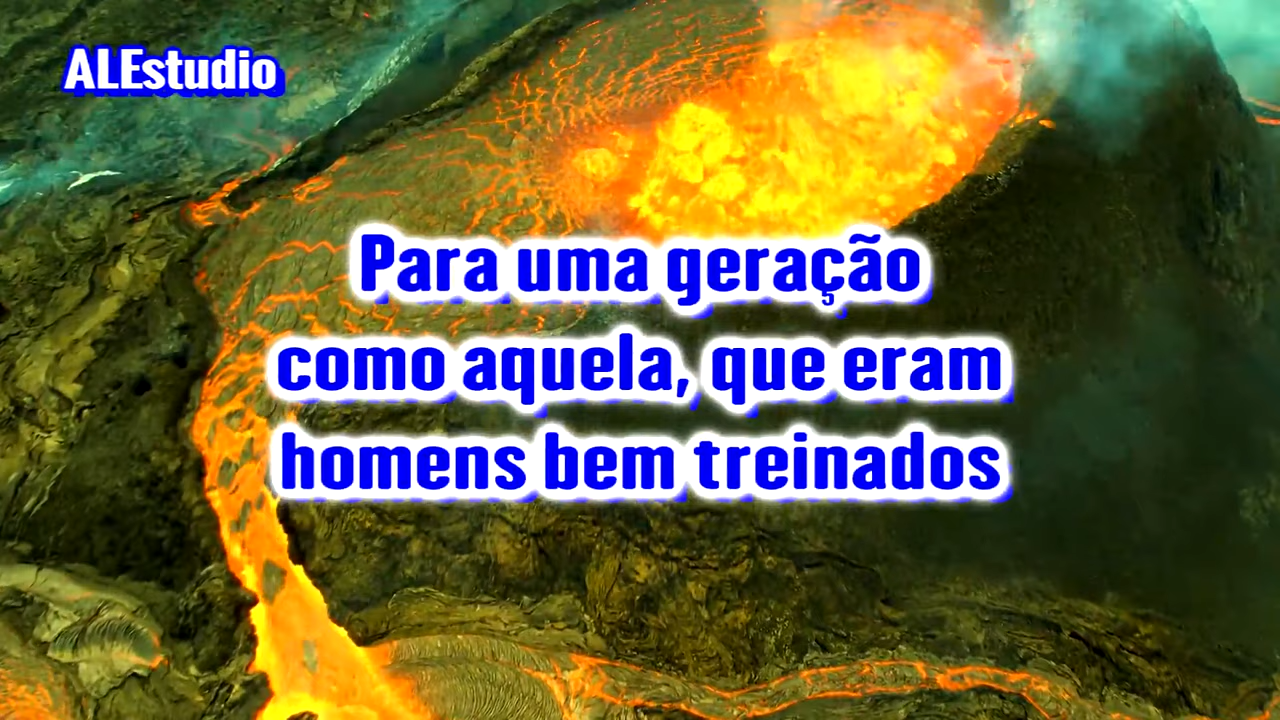 ALEstudio
Para uma geração
como aquela, que eram
homens bem treinados